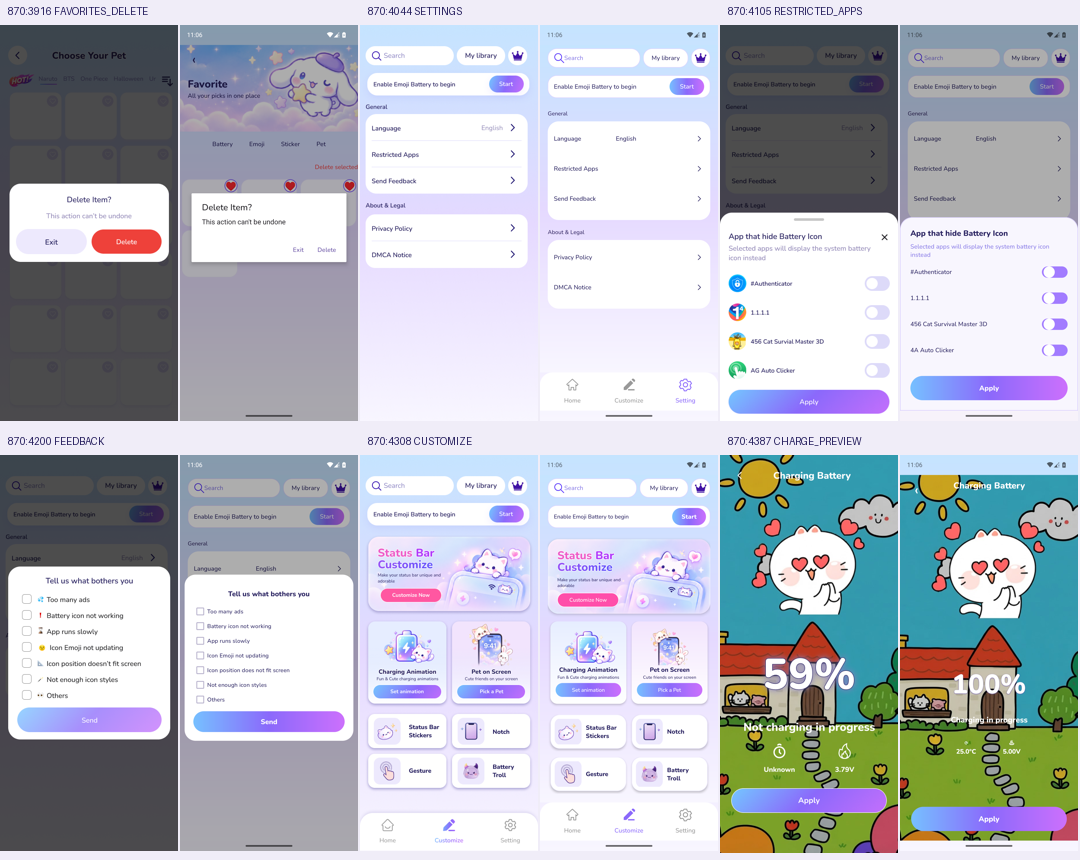 870:3916 FAVORITES_DELETE
Choose Your Pet
HOT
BTS
One Piece
Halloween
Delete Item?
This action can't be undone
Exit
Delete
11:06
Favorite
All your picks in one place
Battery
Emoji
Sticker
Pet
Delete selected
Delete Item?
This action can't be undone
Exit
Delete
870:4044 SETTINGS
Search
My library
Enable Emoji Battery to begin
Start
General
Language
English
Restricted Apps
Send Feedback
About & Legal
Privacy Policy
DMCA Notice
11:06
Search
My library
Enable Emoji Battery to begin
Start
General
Language
English
Restricted Apps
Send Feedback
About & Legal
Privacy Policy
DMCA Notice
Home
Customize
Setting
870:4105 RESTRICTED_APPS
Search
My library
Enable Emoji Battery to begin
Start
General
Language
English
Restricted Apps
Send Feedback
About & Legal
App that hide Battery Icon
Selected apps will display the system battery
icon instead
#Authenticator
1.1.1.1
456 Cat Survial Master 3D
AG Auto Clicker
Apply
11:06
Search
My library
Enable Emoji Battery to begin
Start
General
Language
English
Restricted Apps
Send Feedback
App that hide Battery Icon
Selected apps will display the system battery icon
instead
#Authenticator
1.1.1.1
456 Cat Survival Master 3D
4A Auto Clicker
Apply
870:4200 FEEDBACK
Search
My library
Enable Emoji Battery to begin
Start
General
Language
English
Tell us what bothers you
💦 Too many ads
❗ Battery icon not working
⌛ App runs slowly
😟 Icon Emoji not updating
📐 Icon position doesn't fit screen
Not enough icon styles
👀 Others
Send
11:06
Search
My library
Enable Emoji Battery to begin
Start
General
Language
English
Tell us what bothers you
Too many ads
Battery icon not working
App runs slowly
Icon Emoji not updating
Icon position does not fit screen
Not enough icon styles
Others
Send
870:4308 CUSTOMIZE
Search
My library
Enable Emoji Battery to begin
Start
Status Bar
Customize
Make your status bar unique and
adorable
Customize Now
Charging Animation
Fun & Cute charging animations
Set animation
Pet on Screen
Cute friends on your screen
Pick a Pet
Status Bar
Stickers
Notch
Gesture
Battery
Troll
Home
Customize
Setting
11:06
Search
My library
Enable Emoji Battery to begin
Start
Status Bar
Customize
Make your status bar unique and
adorable
Customize Now
Charging Animation
Fun & Cute charging animations
Set animation
Pet on Screen
Cute friends on your screen
Pick a Pet
Status Bar
Stickers
Notch
Gesture
Battery
Troll
Home
Customize
Setting
870:4387 CHARGE_PREVIEW
Charging Battery
59%
Not charging in progress
Unknown
3.79V
Apply
11:06
Charging Battery
100%
Charging in progress
25.0°C
5.00V
Apply